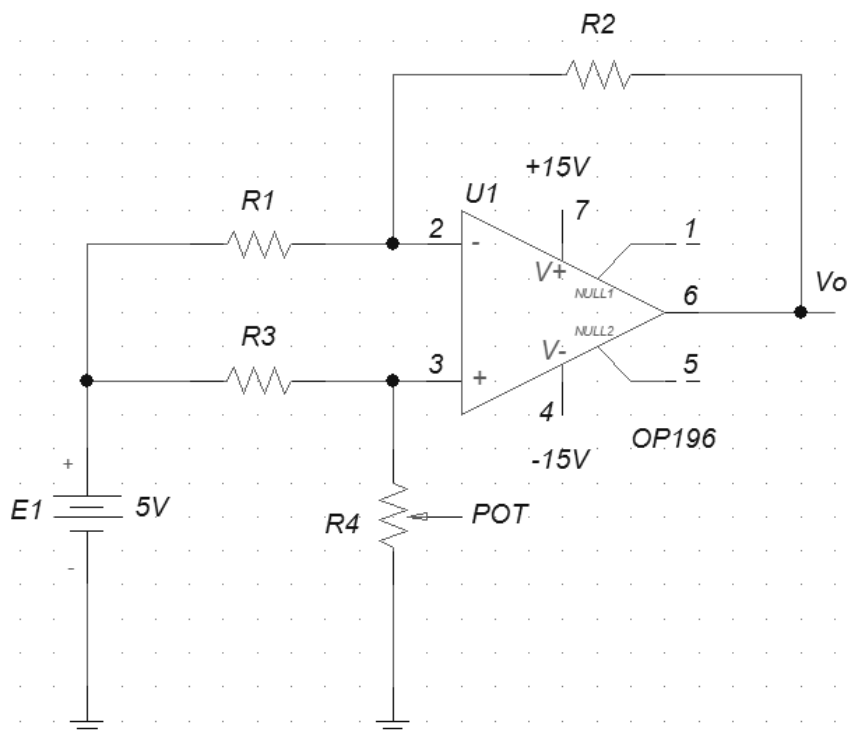 R2
+15V
U1
7
R1
2
1
-
V+
NULL1
6
Vo
NULL2
R3
V-
5
3
+
4
OP196
-15V
+
E1
5V
R4
POT
-